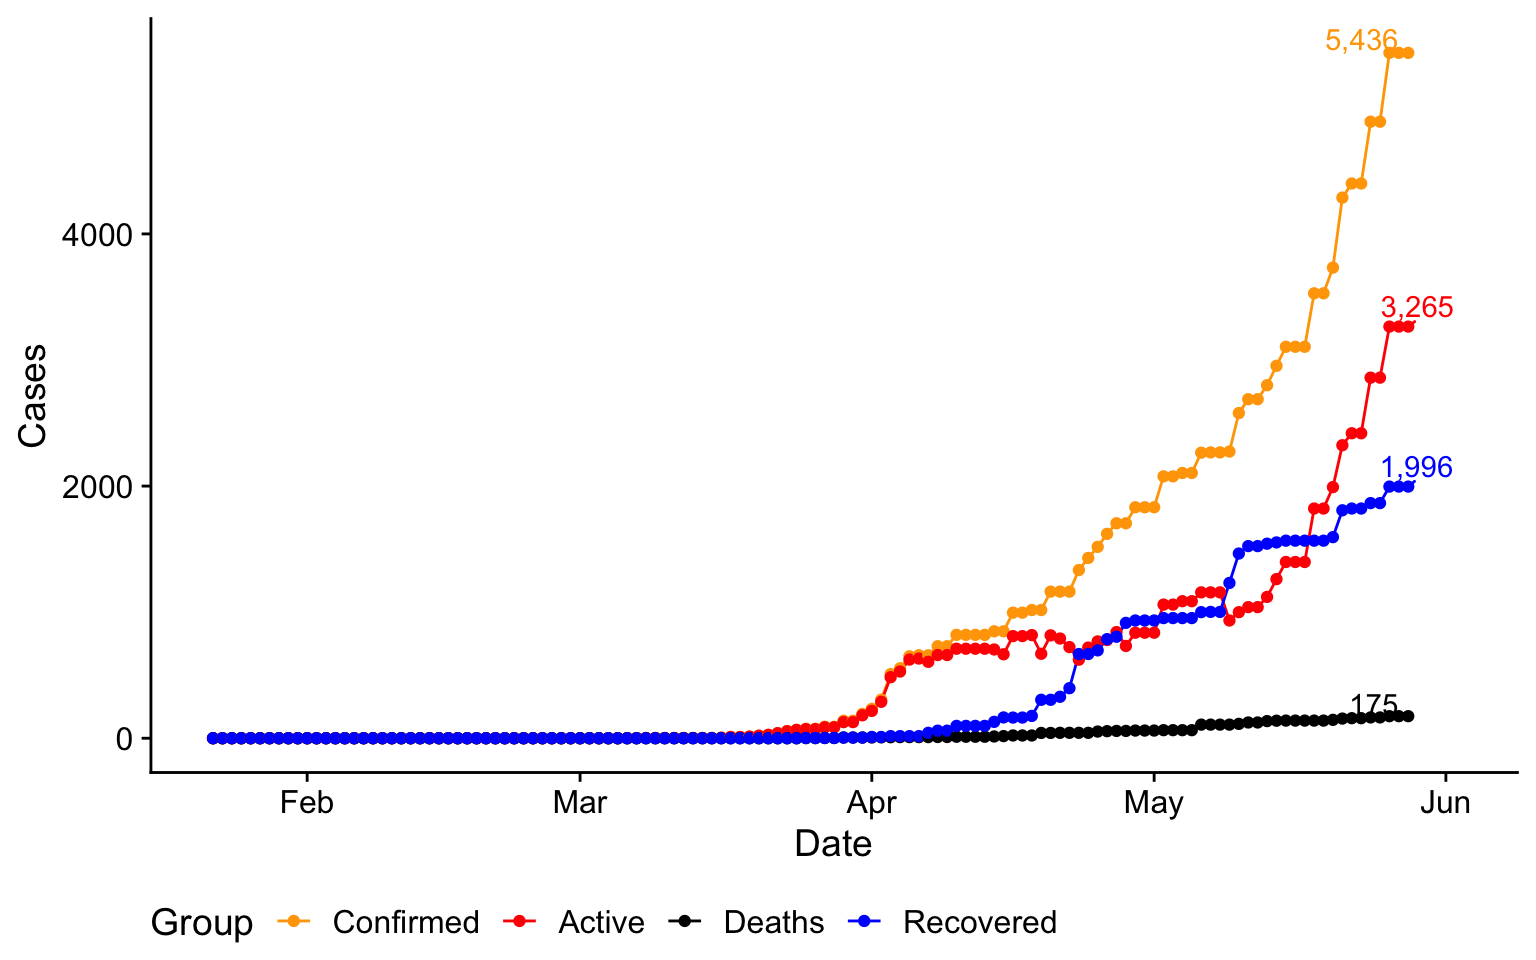 5,436
4000
3,265
Cases
2000
1,996
175
0
Feb Mar Apr May Jun
Date
Group Confirmed Active Deaths Recovered